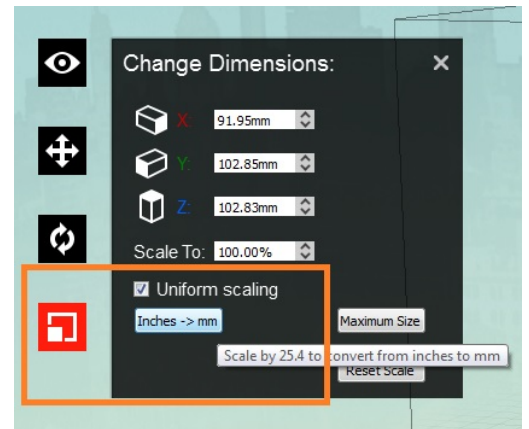 Change Dimensions:
X: 91.95mm
Y: 102.85mm
Z: 102.83mm
Scale To: 100.00%
Uniform scaling
Inches -> mm
Maximum Size
Scale by 25.4 to convert from inches to mm
Reset Scale